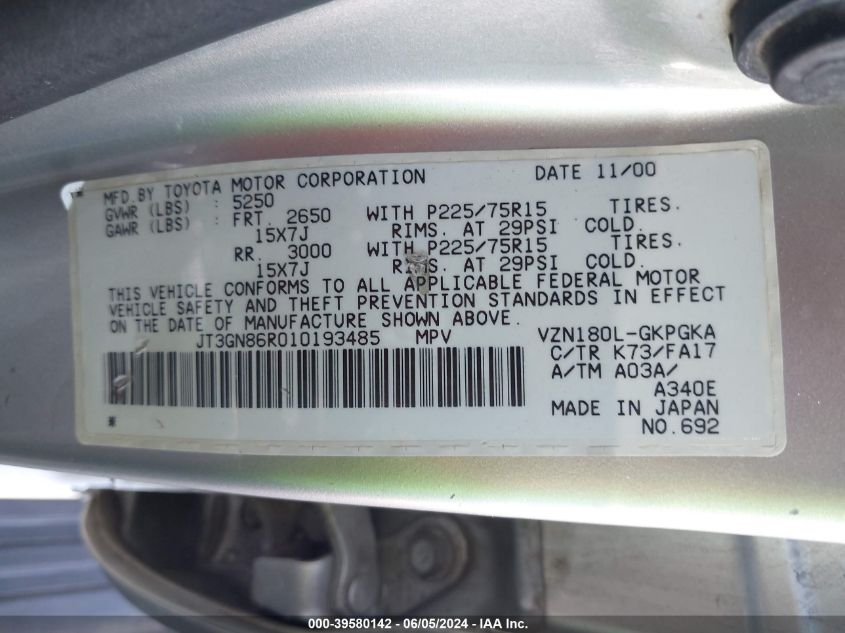 MFD.BY TOYOTA MOTOR CORPORATION DATE 11/00
GVWR (LBS) : 5250
GAWR (LBS) : FRT. 2650 WITH P225/75R15 TIRES.
15X7J RIMS. AT 29PSI COLD.
RR. 3000 WITH P225/75R15 TIRES.
15X7J RIMS. AT 29PSI COLD.
THIS VEHICLE CONFORMS TO ALL APPLICABLE FEDERAL MOTOR
VEHICLE SAFETY AND THEFT PREVENTION STANDARDS IN EFFECT
ON THE DATE OF MANUFACTURE SHOWN ABOVE.
JT3GN86R010193485 MPV VZN180L-GKPGKA
C/TR K73/FA17
A/TM A03A/
A340E
MADE IN JAPAN
NO.692
000-39580142 - 06/05/2024 - IAA Inc.